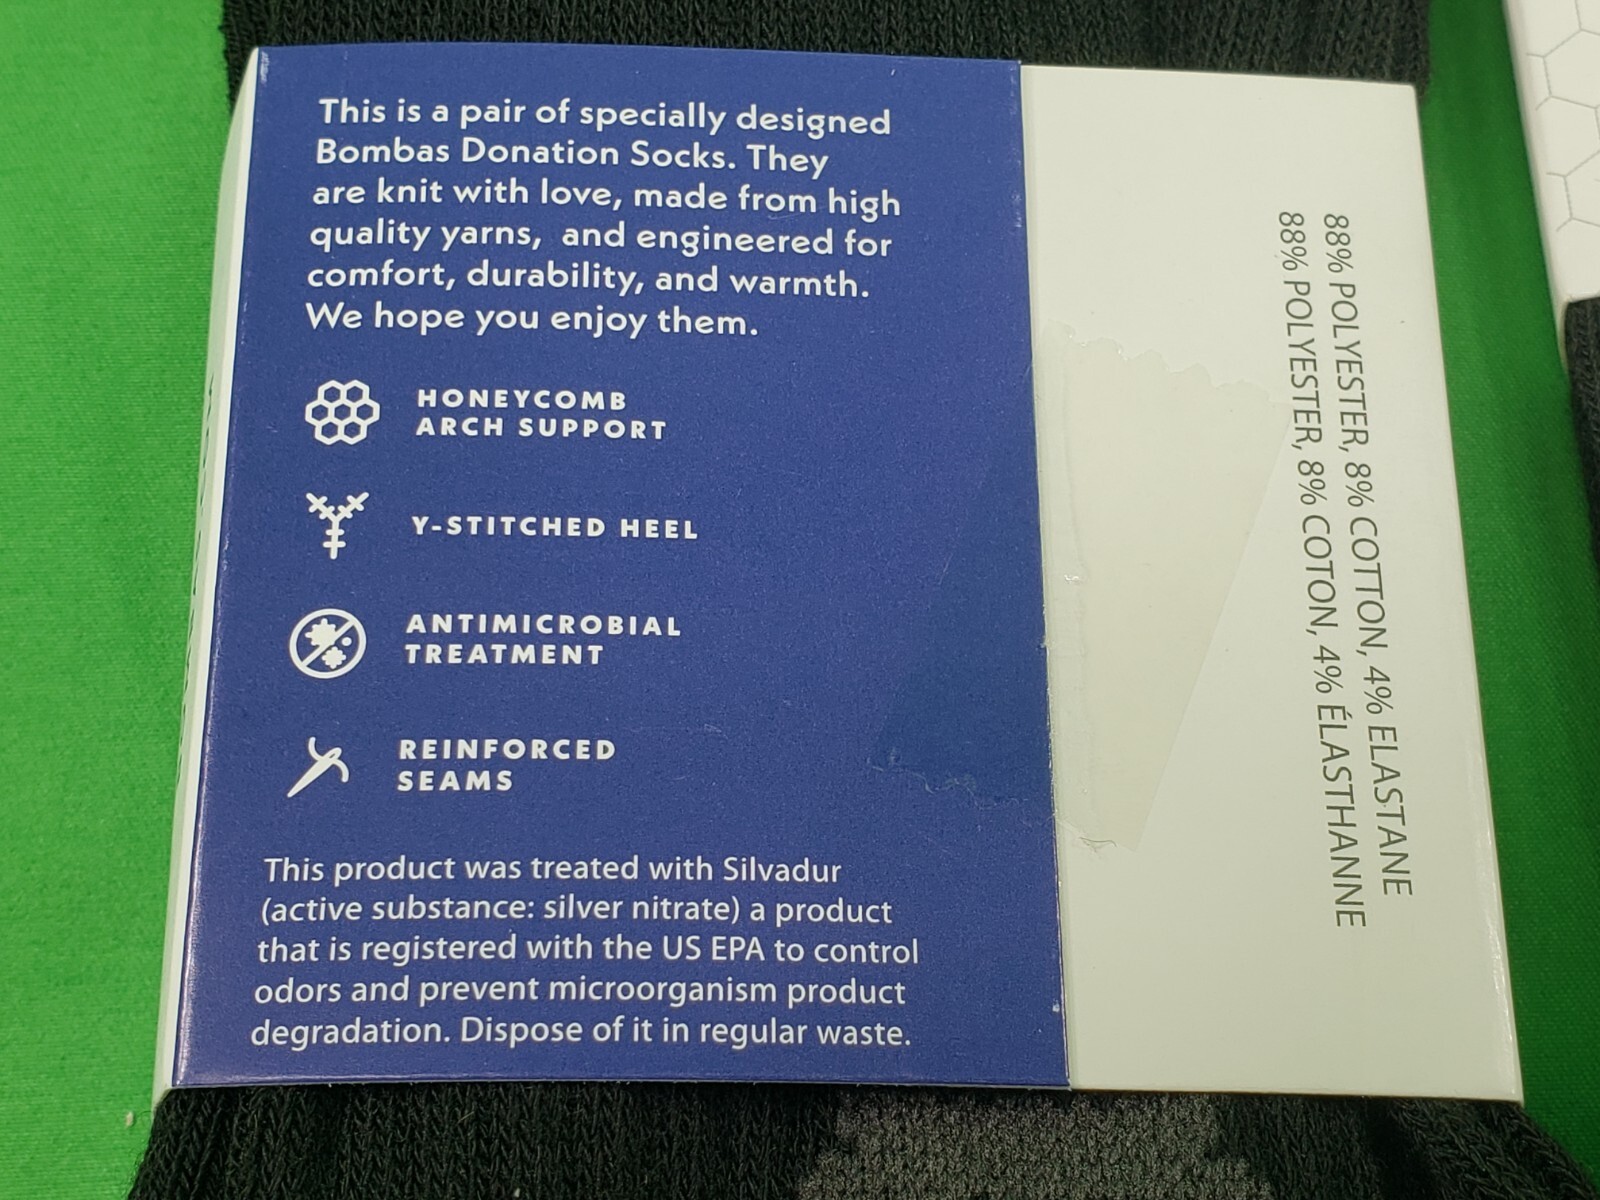 This is a pair of specially designed
Bombas Donation Socks. They
are knit with love, made from high
quality yarns, and engineered for
comfort, durability, and warmth.
We hope you enjoy them.
HONEYCOMB
ARCH SUPPORT
Y-STITCHED HEEL
ANTIMICROBIAL
TREATMENT
REINFORCED
SEAMS
This product was treated with Silvadur
(active substance: silver nitrate) a product
that is registered with the US EPA to control
odors and prevent microorganism product
degradation. Dispose of it in regular waste.
88% POLYESTER, 8% COTTON, 4% ELASTANE
88% POLYESTER, 8% COTON, 4% ÉLASTHANNE